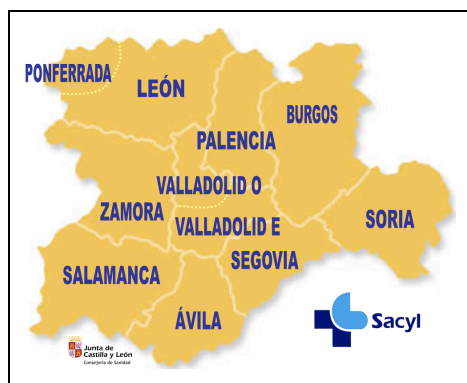 PONFERRADA
LEÓN
BURGOS
PALENCIA
VALLADOLID O
ZAMORA
VALLADOLID E
SORIA
SEGOVIA
SALAMANCA
ÁVILA
Sacyl
Junta de
Castilla y León
Consejería de Sanidad